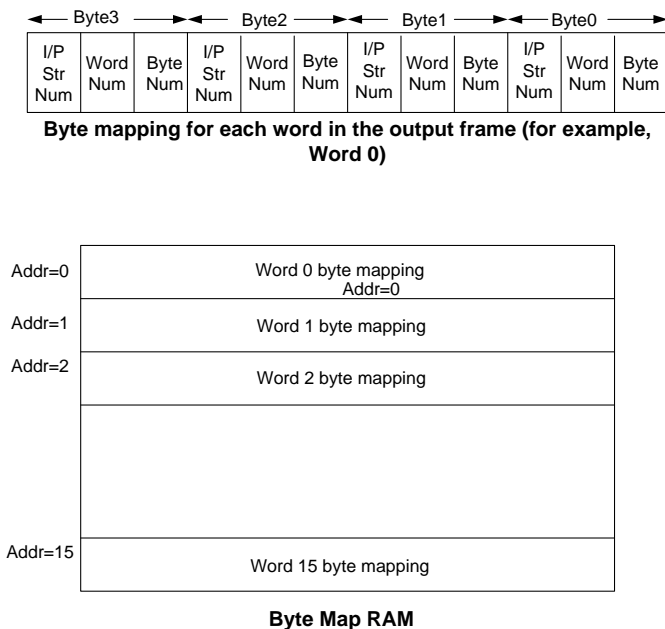 Byte3 Byte2 Byte1 Byte0
I/P Str Num Word Num Byte Num I/P Str Num Word Num Byte Num I/P Str Num Word Num Byte Num I/P Str Num Word Num Byte Num
Byte mapping for each word in the output frame (for example,
Word 0)
Addr=0 Word 0 byte mapping
Addr=0
Addr=1 Word 1 byte mapping
Addr=2 Word 2 byte mapping
Addr=15 Word 15 byte mapping
Byte Map RAM